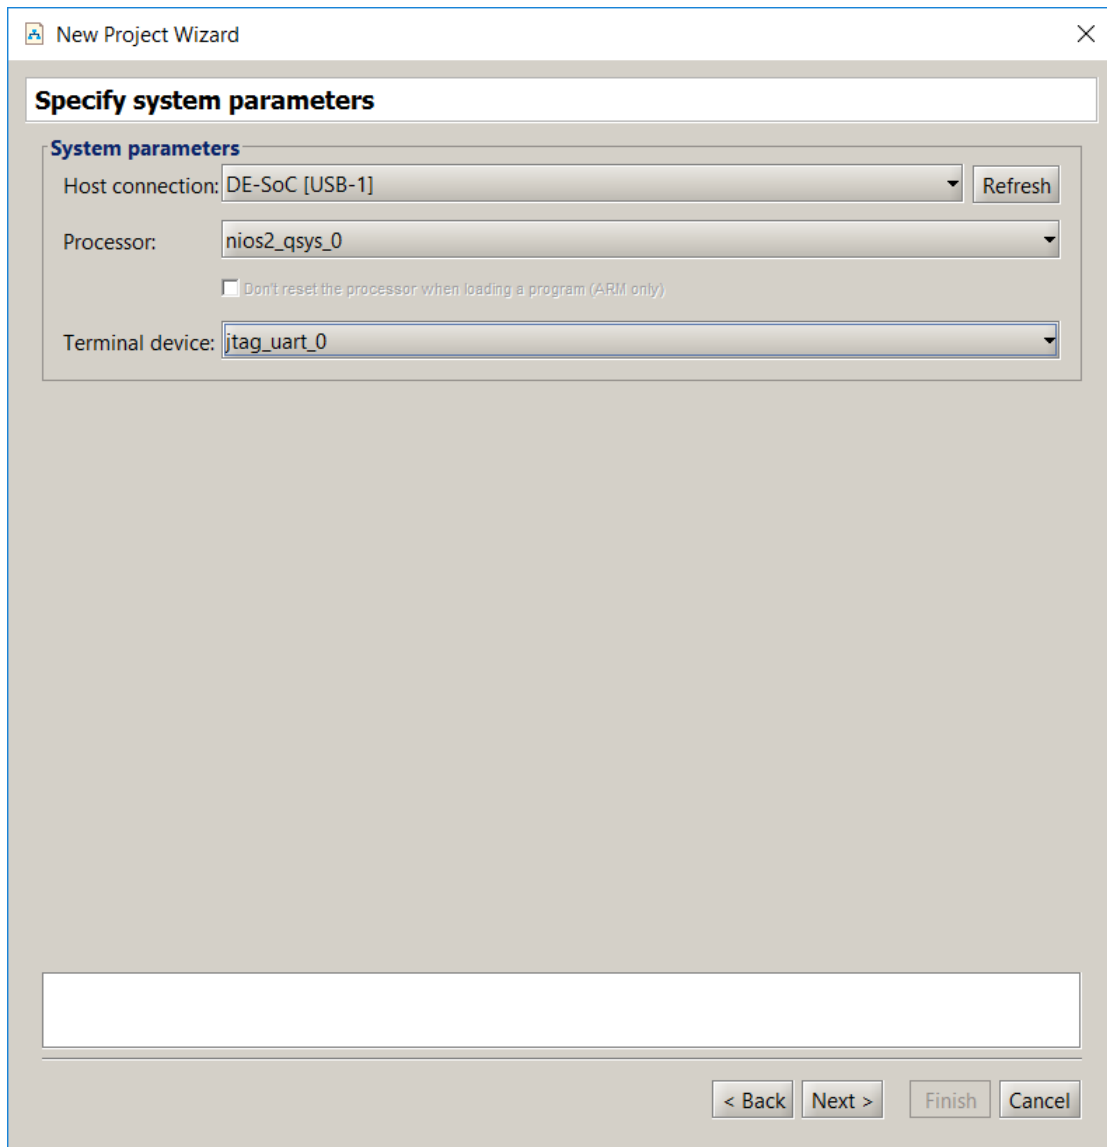 New Project Wizard
Specify system parameters
System parameters
Host connection: DE-SoC [USB-1] Refresh
Processor: nios2_qsys_0
Don't reset the processor when loading a program (ARM only)
Terminal device: jtag_uart_0
< Back Next > Finish Cancel